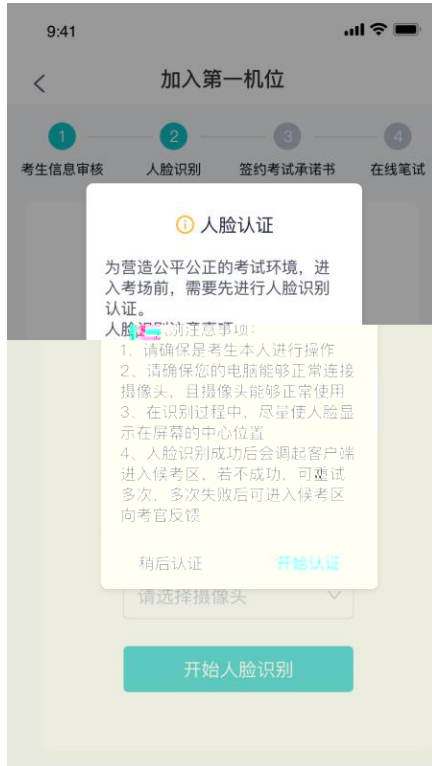 9:41
加入第一机位
1
2
3
4
考生信息审核
人脸识别
签约考试承诺书
在线笔试
人脸认证
为营造公平公正的考试环境，进
入考场前，需要先进行人脸识别
认证。
人脸识别注意事项：
1、请确保是考生本人进行操作
2、请确保您的电脑能够正常连接
摄像头，且摄像头能够正常使用
3、在识别过程中，尽量使人脸显
示在屏幕的中心位置
4、人脸识别成功后会调起客户端
进入候考区，若不成功，可重试
多次，多次失败后可进入候考区
向考官反馈
稍后认证
开始认证
请选择摄像头
开始人脸识别